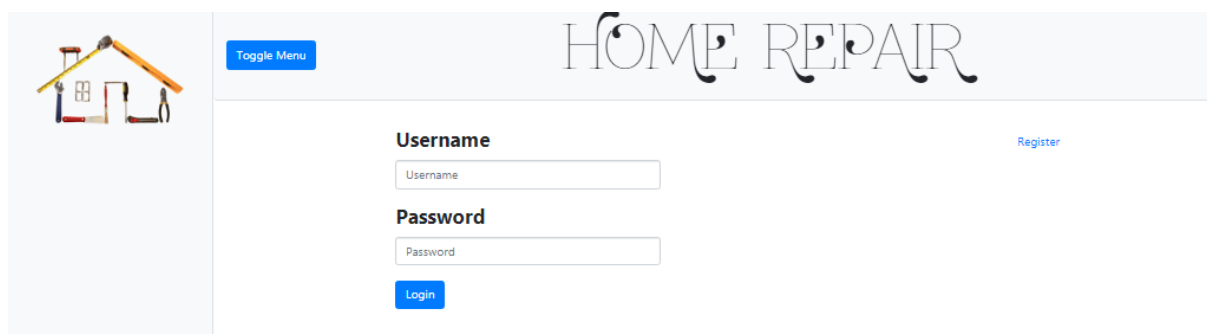 HOME REPAIR
Toggle Menu
Username
Register
Username
Password
Password
Login